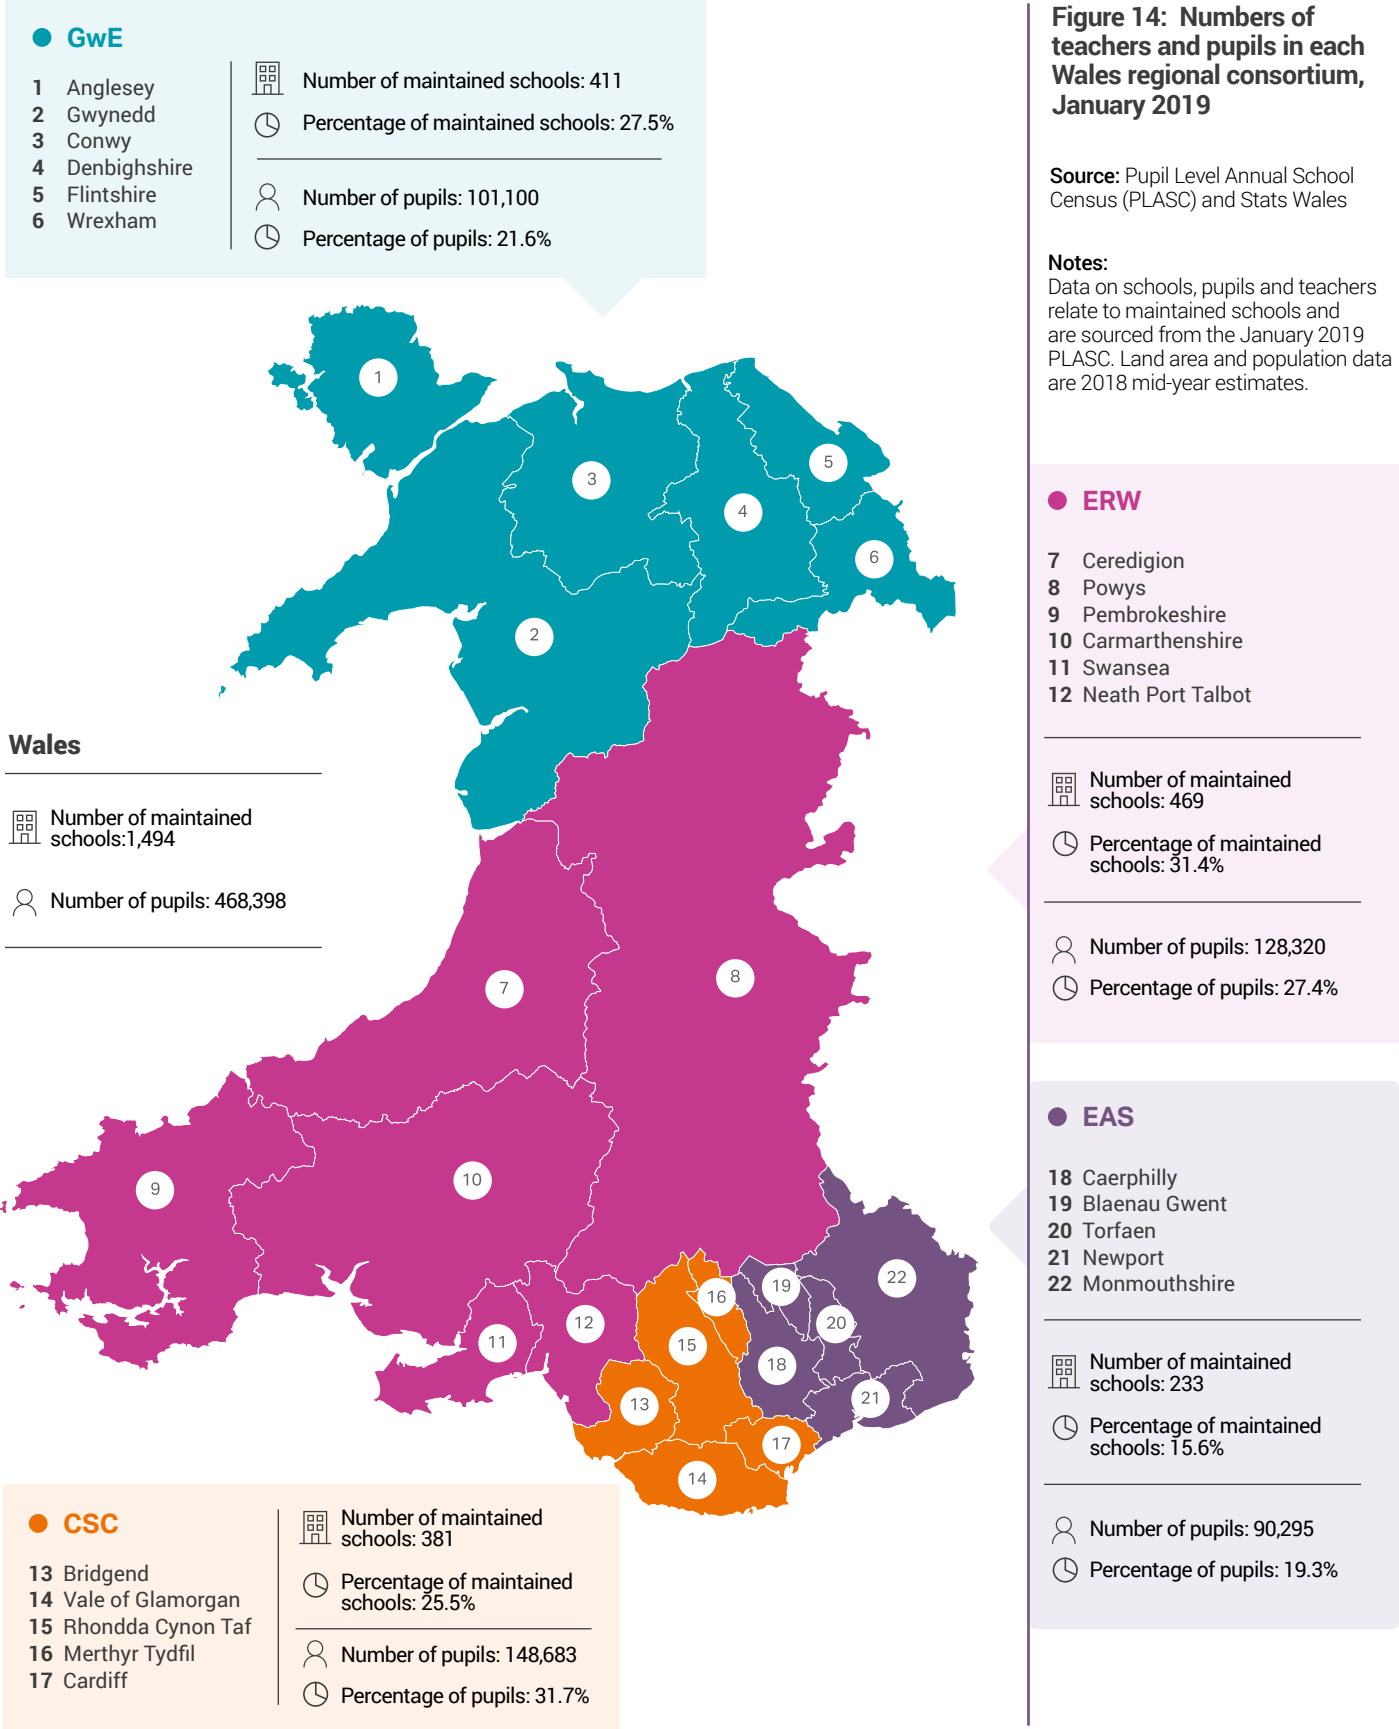 GwE
1 Anglesey
2 Gwynedd
3 Conwy
4 Denbighshire
5 Flintshire
6 Wrexham
Number of maintained schools: 411
Percentage of maintained schools: 27.5%
Number of pupils: 101,100
Percentage of pupils: 21.6%
Figure 14: Numbers of
teachers and pupils in each
Wales regional consortium,
January 2019
Source: Pupil Level Annual School
Census (PLASC) and Stats Wales
Notes:
Data on schools, pupils and teachers
relate to maintained schools and
are sourced from the January 2019
PLASC. Land area and population data
are 2018 mid-year estimates.
1
3
5
4
6
2
Wales
Number of maintained
schools:1,494
Number of pupils: 468,398
7
8
9
10
11
12
13
14
15
16
17
18
19
20
21
22
ERW
7 Ceredigion
8 Powys
9 Pembrokeshire
10 Carmarthenshire
11 Swansea
12 Neath Port Talbot
Number of maintained
schools: 469
Percentage of maintained
schools: 31.4%
Number of pupils: 128,320
Percentage of pupils: 27.4%
EAS
18 Caerphilly
19 Blaenau Gwent
20 Torfaen
21 Newport
22 Monmouthshire
Number of maintained
schools: 233
Percentage of maintained
schools: 15.6%
Number of pupils: 90,295
Percentage of pupils: 19.3%
CSC
13 Bridgend
14 Vale of Glamorgan
15 Rhondda Cynon Taf
16 Merthyr Tydfil
17 Cardiff
Number of maintained
schools: 381
Percentage of maintained
schools: 25.5%
Number of pupils: 148,683
Percentage of pupils: 31.7%